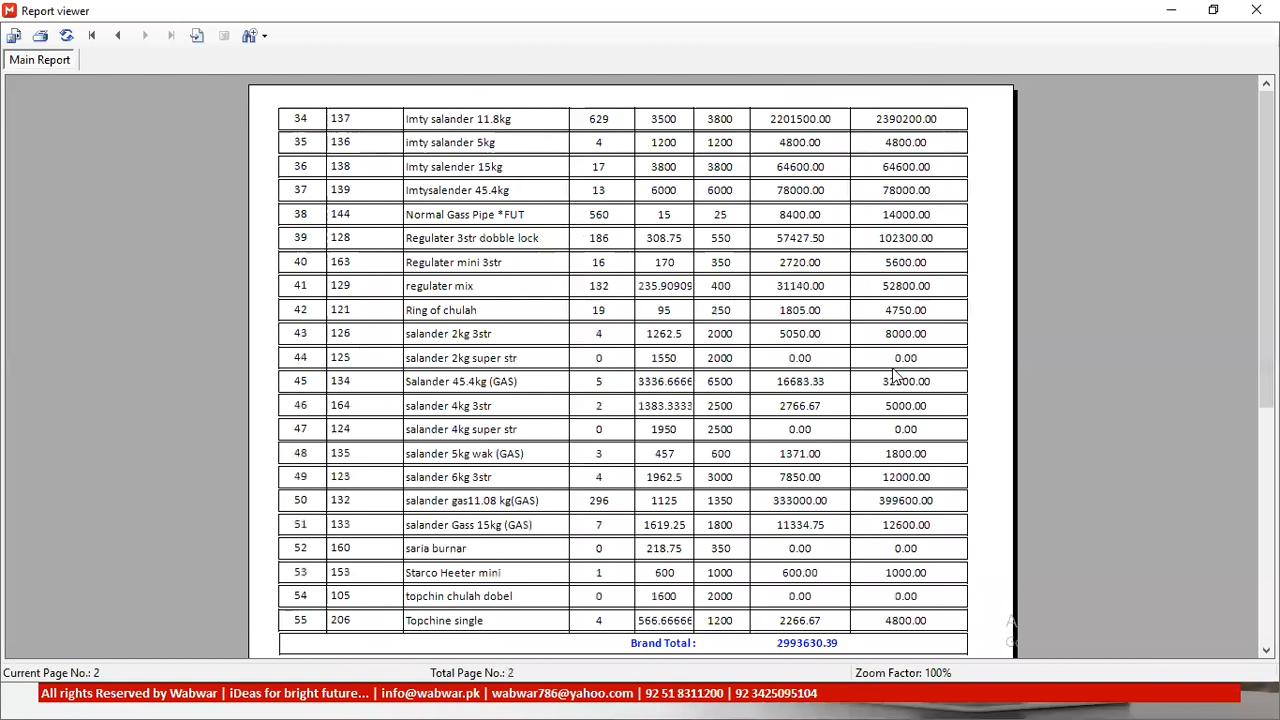 Report viewer
Main Report
34 137 Imty salander 11.8kg 629 3500 3800 2201500.00 2390200.00
35 136 imty salander 5kg 4 1200 1200 4800.00 4800.00
36 138 Imty salender 15kg 17 3800 3800 64600.00 64600.00
37 139 Imtysalender 45.4kg 13 6000 6000 78000.00 78000.00
38 144 Normal Gass Pipe *FUT 560 15 25 8400.00 14000.00
39 128 Regulater 3str dobble lock 186 308.75 550 57427.50 102300.00
40 163 Regulater mini 3str 16 170 350 2720.00 5600.00
41 129 regulater mix 132 235.90909 400 31140.00 52800.00
42 121 Ring of chulah 19 95 250 1805.00 4750.00
43 126 salander 2kg 3str 4 1262.5 2000 5050.00 8000.00
44 125 salander 2kg super str 0 1550 2000 0.00 0.00
45 134 Salander 45.4kg (GAS) 5 3336.6666 6500 16683.33
46 164 salander 4kg 3str 2 1383.3333 2500 2766.67 5000.00
47 124 salander 4kg super str 0 1950 2500 0.00 0.00
48 135 salander 5kg wak (GAS) 3 457 600 1371.00 1800.00
49 123 salander 6kg 3str 4 1962.5 3000 7850.00 12000.00
50 132 salander gas11.08 kg(GAS) 296 1125 1350 333000.00 399600.00
51 133 salander Gass 15kg (GAS) 7 1619.25 1800 11334.75 12600.00
52 160 saria burnar 0 218.75 350 0.00 0.00
53 153 Starco Heeter mini 1 600 1000 600.00 1000.00
54 105 topchin chulah dobel 0 1600 2000 0.00 0.00
55 206 Topchine single 4 566.66666 1200 2266.67 4800.00
Brand Total : 2993630.39
Current Page No.: 2 Total Page No.: 2 Zoom Factor: 100%
All rights Reserved by Wabwar | iDeas for bright future... | info@wabwar.pk | wabwar786@yahoo.com | 92 51 8311200 | 92 3425095104